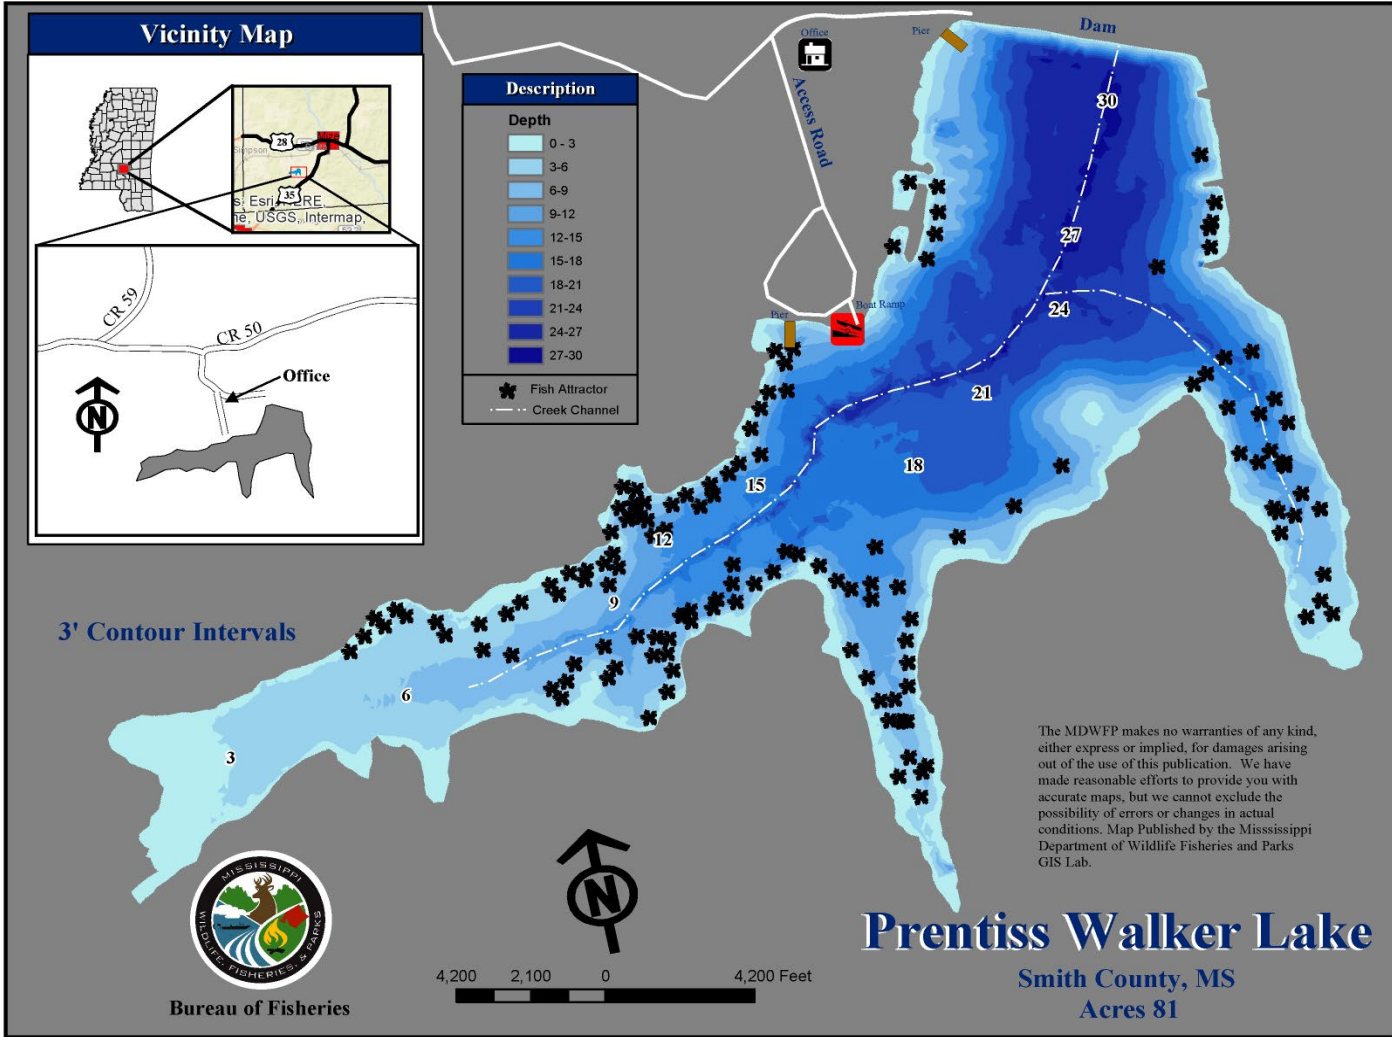 Vicinity Map
28
35
Simpson
Mize
CR 59
CR 50
Office
N
Description
Depth
0 - 3
3-6
6-9
9-12
12-15
15-18
18-21
21-24
24-27
27-30
Fish Attractor
Creek Channel
Office
Access Road
Pier
Dam
Pier
Boat Ramp
30
27
24
21
18
15
12
9
6
3
3' Contour Intervals
The MDWFP makes no warranties of any kind,
either express or implied, for damages arising
out of the use of this publication. We have
made reasonable efforts to provide you with
accurate maps, but we cannot exclude the
possibility of errors or changes in actual
conditions. Map Published by the Misssissippi
Department of Wildlife Fisheries and Parks
GIS Lab.
MISSISSIPPI
WILDLIFE, FISHERIES, & PARKS
Bureau of Fisheries
N
4,200 2,100 0 4,200 Feet
Prentiss Walker Lake
Smith County, MS
Acres 81